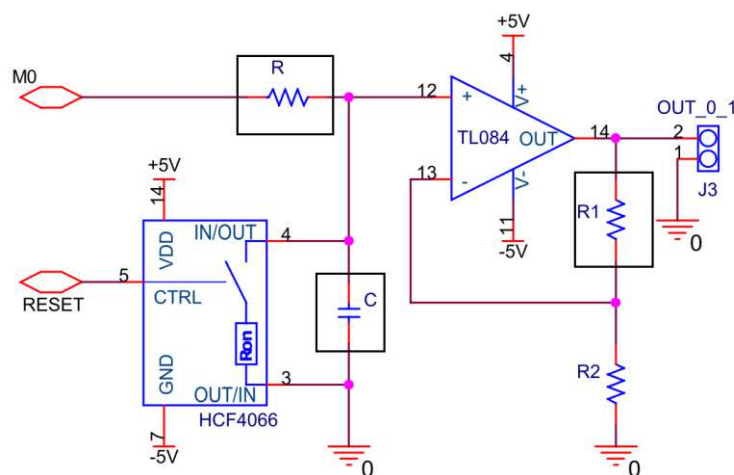 +5V
M0
R
4
12
+
V+
TL084
OUT
14
OUT_0_1
2
1
J3
13
-
V-
11
-5V
R1
0
+5V
14
VDD
IN/OUT
4
RESET
5
CTRL
C
Ron
GND
OUT/IN
3
7
HCF4066
-5V
0
R2
0